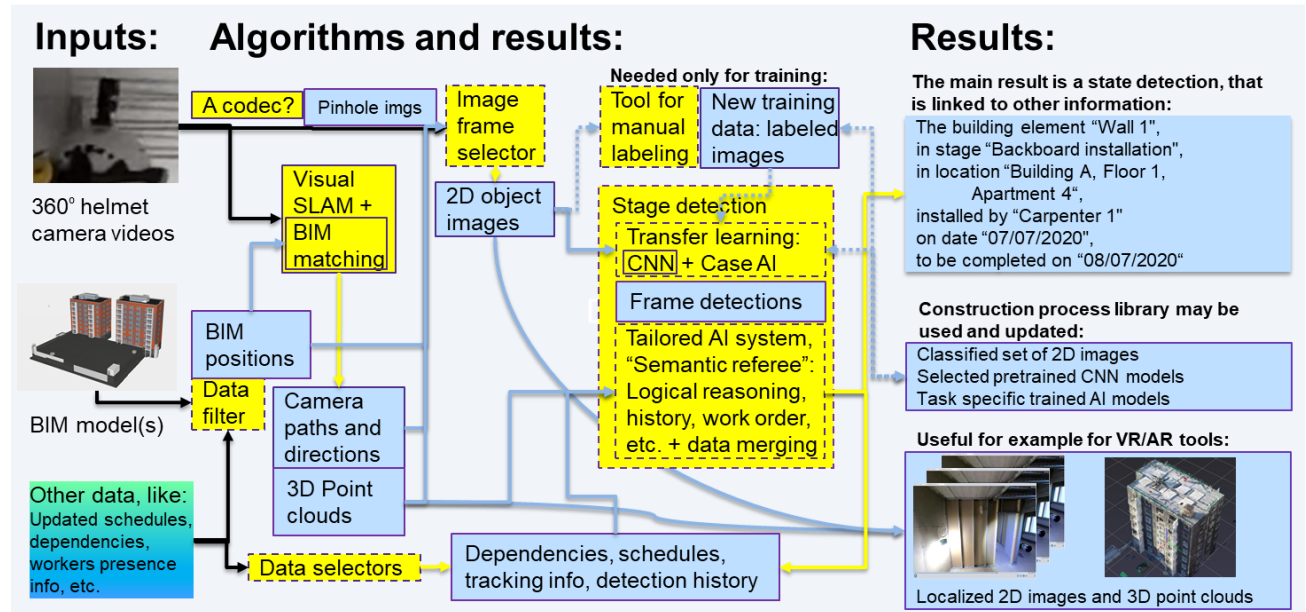 Inputs:
Algorithms and results:
Results:
360° helmet
camera videos
BIM model(s)
Other data, like:
Updated schedules,
dependencies,
workers presence
info, etc.
A codec?
Pinhole imgs
Visual
SLAM +
BIM
matching
BIM
positions
Data
filter
Camera
paths and
directions
3D Point
clouds
Data selectors
Image
frame
selector
2D object
images
Needed only for training:
Tool for
manual
labeling
New training
data: labeled
images
Stage detection
Transfer learning:
CNN + Case AI
Frame detections
Tailored AI system,
“Semantic referee”:
Logical reasoning,
history, work order,
etc. + data merging
Dependencies, schedules,
tracking info, detection history
The main result is a state detection, that
is linked to other information:
The building element “Wall 1",
in stage “Backboard installation",
in location “Building A, Floor 1,
Apartment 4“,
installed by “Carpenter 1"
on date “07/07/2020",
to be completed on “08/07/2020“
Construction process library may be
used and updated:
Classified set of 2D images
Selected pretrained CNN models
Task specific trained AI models
Useful for example for VR/AR tools:
Localized 2D images and 3D point clouds